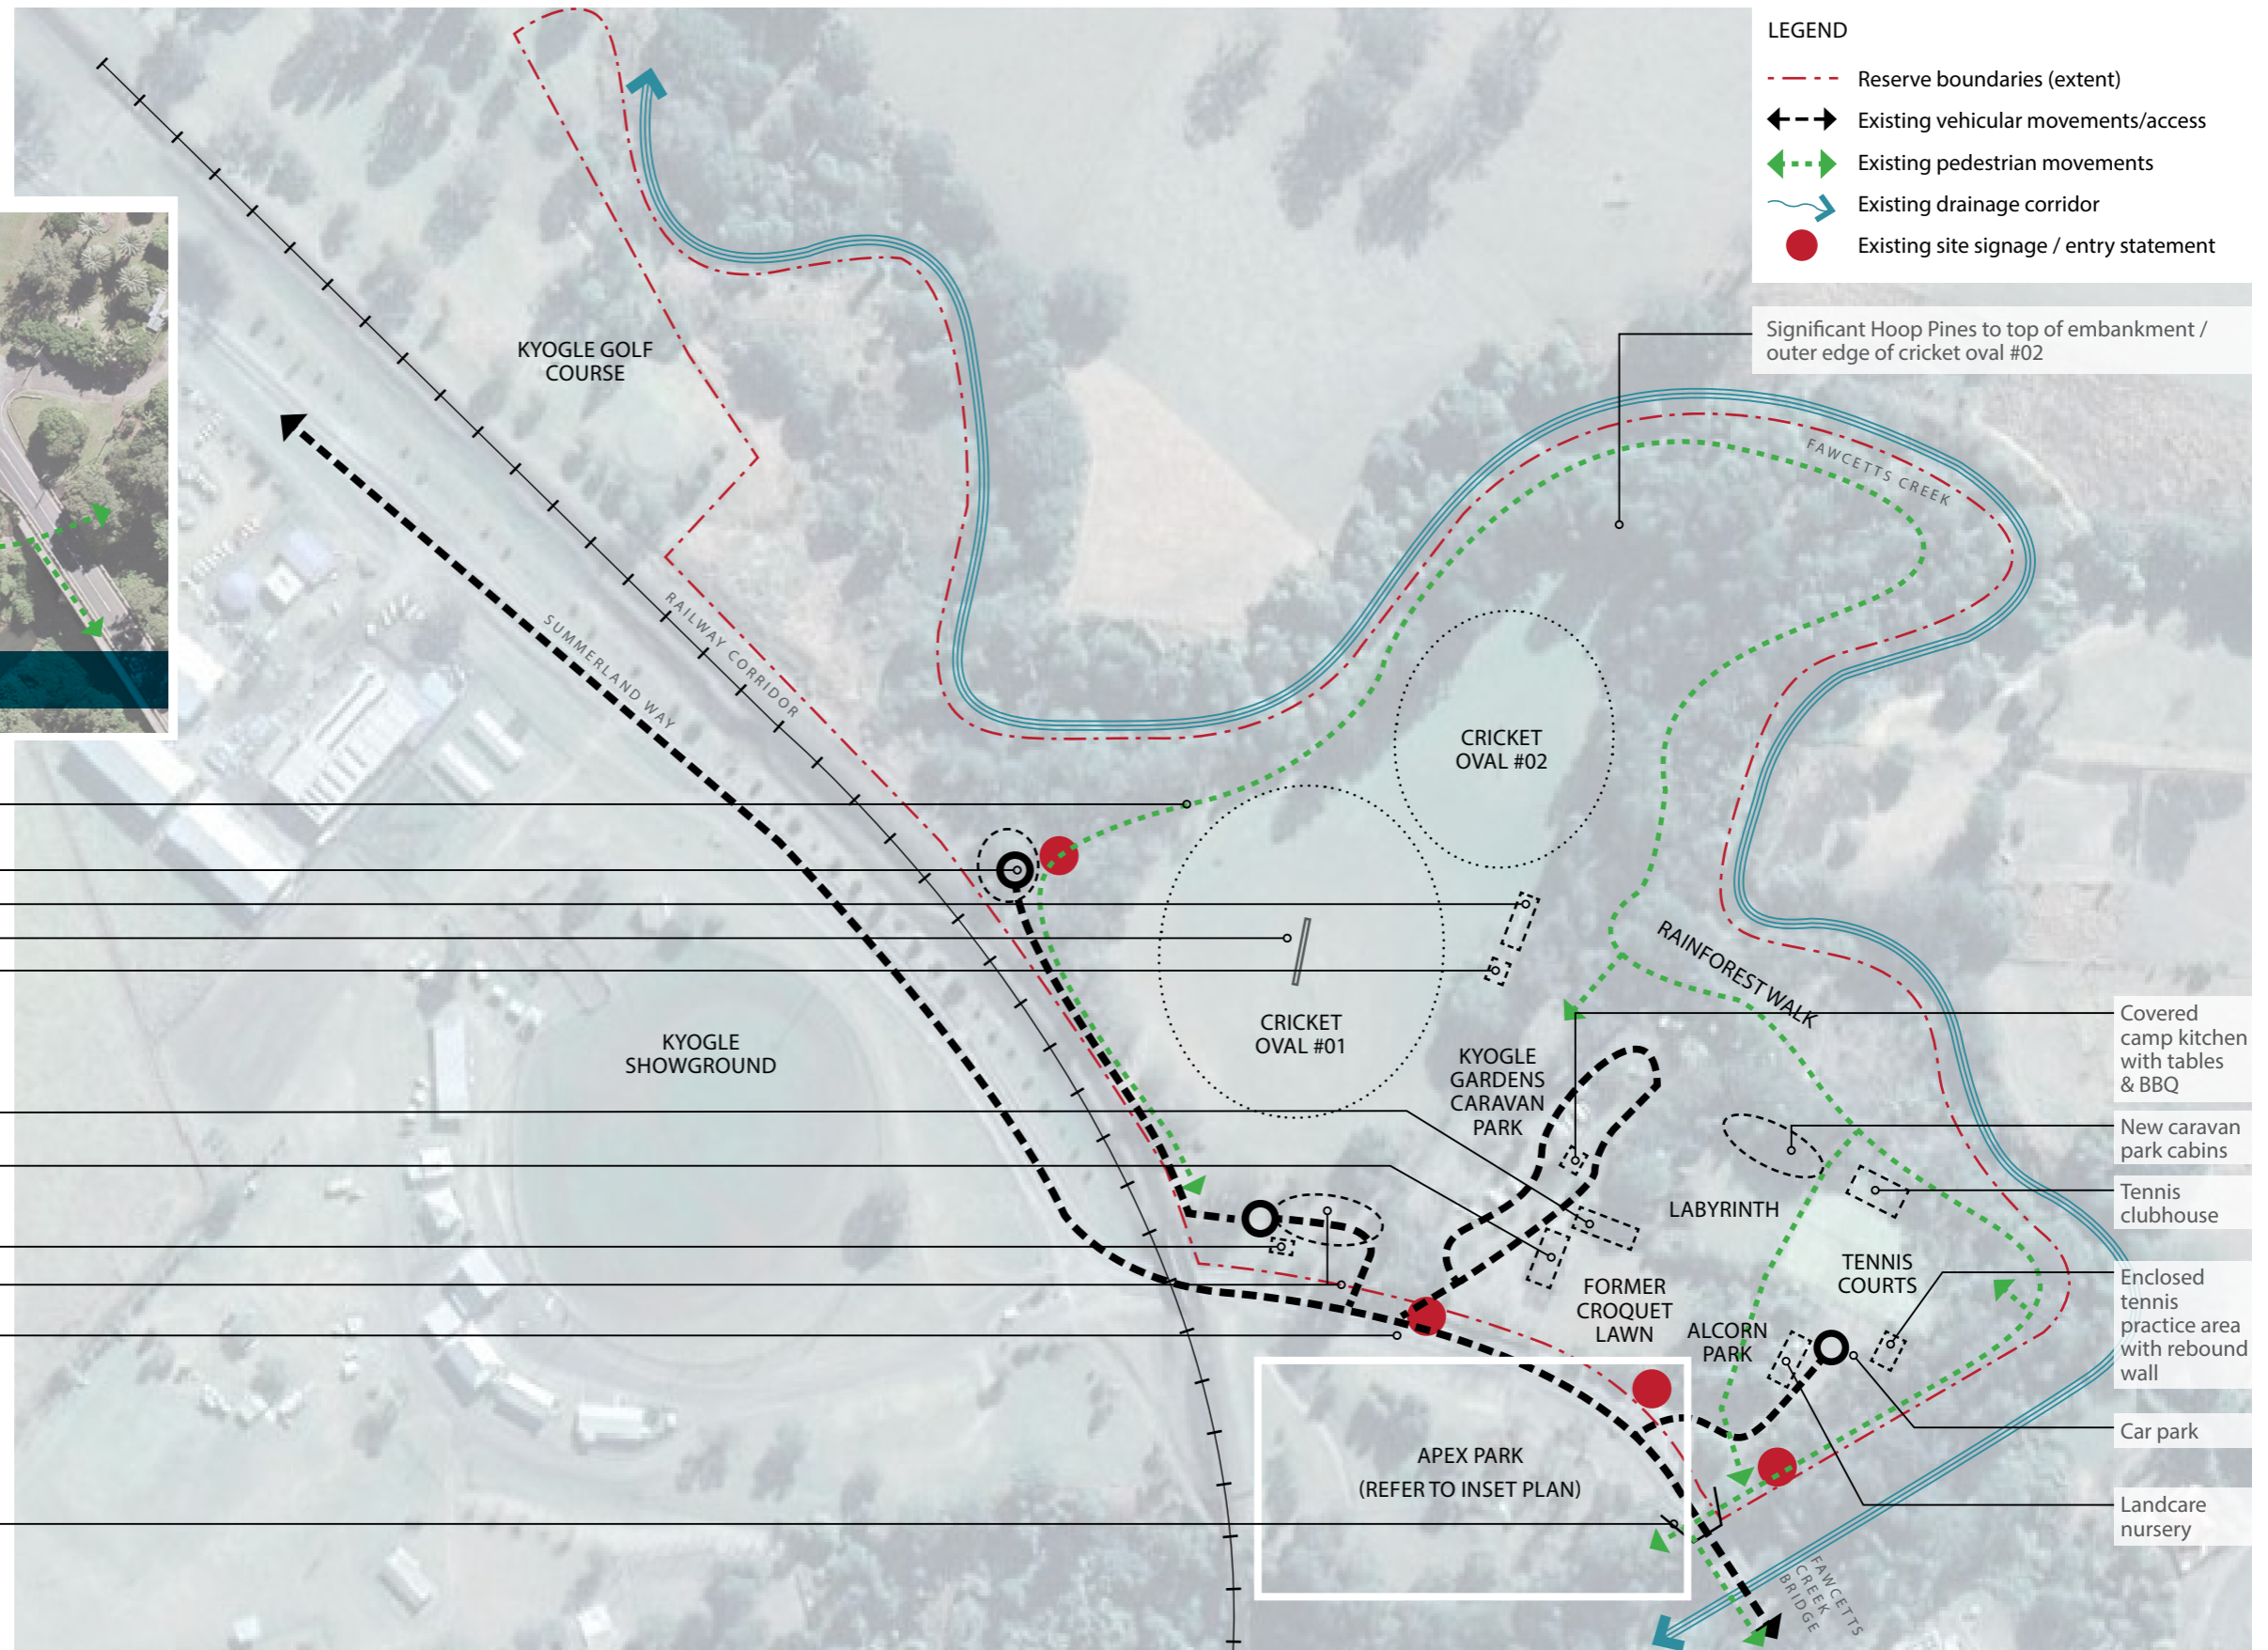 LEGEND
Reserve boundaries (extent)
Existing vehicular movements/access
Existing pedestrian movements
Existing drainage corridor
Existing site signage / entry statement
Significant Hoop Pines to top of embankment /
outer edge of cricket oval #02
KYOGLE GOLF
COURSE
FAWCETTS CREEK
RAILWAY CORRIDOR
SUMMERLAND WAY
CRICKET
OVAL #02
RAINFOREST WALK
CRICKET
OVAL #01
KYOGLE
SHOWGROUND
KYOGLE
GARDENS
CARAVAN
PARK
Covered
camp kitchen
with tables
& BBQ
New caravan
park cabins
Tennis
clubhouse
LABYRINTH
TENNIS
COURTS
Enclosed
tennis
practice area
with rebound
wall
FORMER
CROQUET
LAWN
ALCORN
PARK
Car park
APEX PARK
(REFER TO INSET PLAN)
Landcare
nursery
FAWCETTS
CREEK
BRIDGE